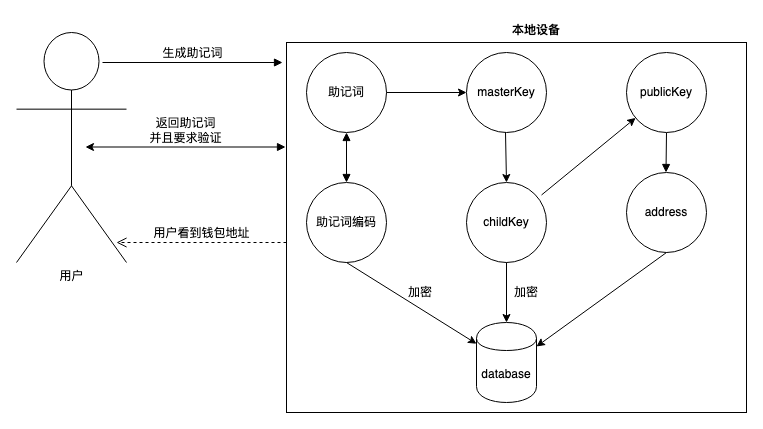 本地设备
生成助记词
助记词
masterKey
publicKey
返回助记词
并且要求验证
助记词编码
childKey
address
用户看到钱包地址
用户
加密
加密
database